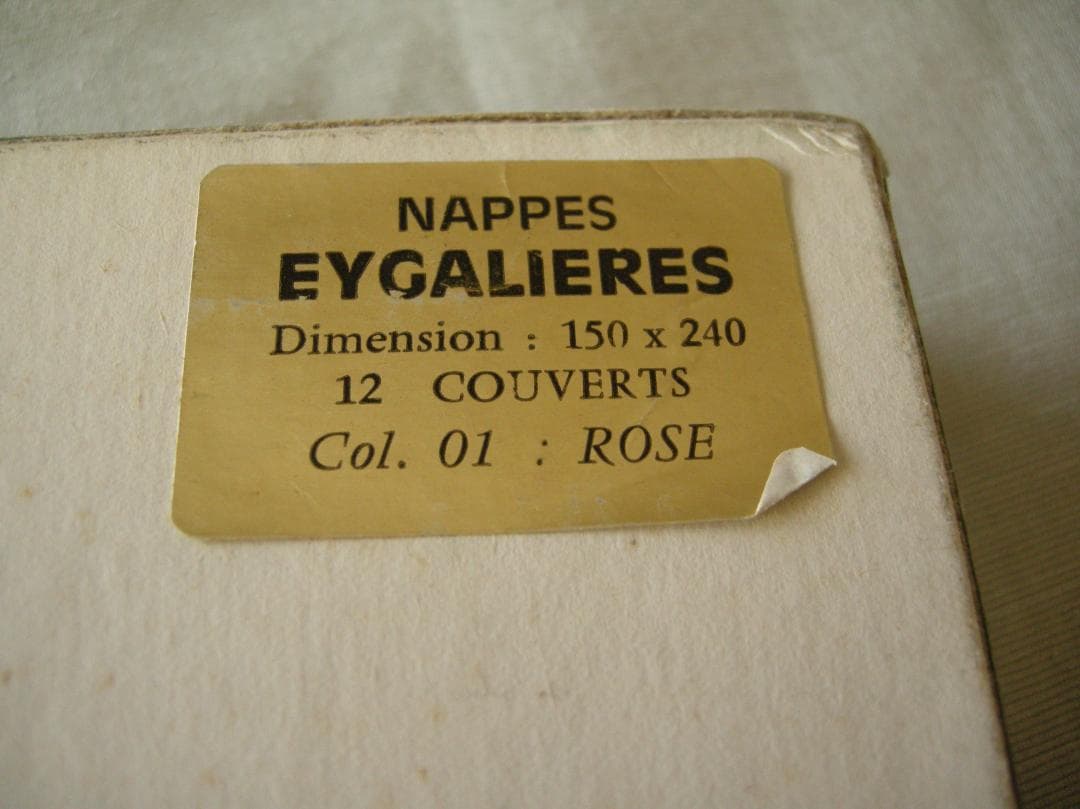 NAPPES
EYGALIERES
Dimension : 150 x 240
12 COUVERTS
Col. 01 : ROSE